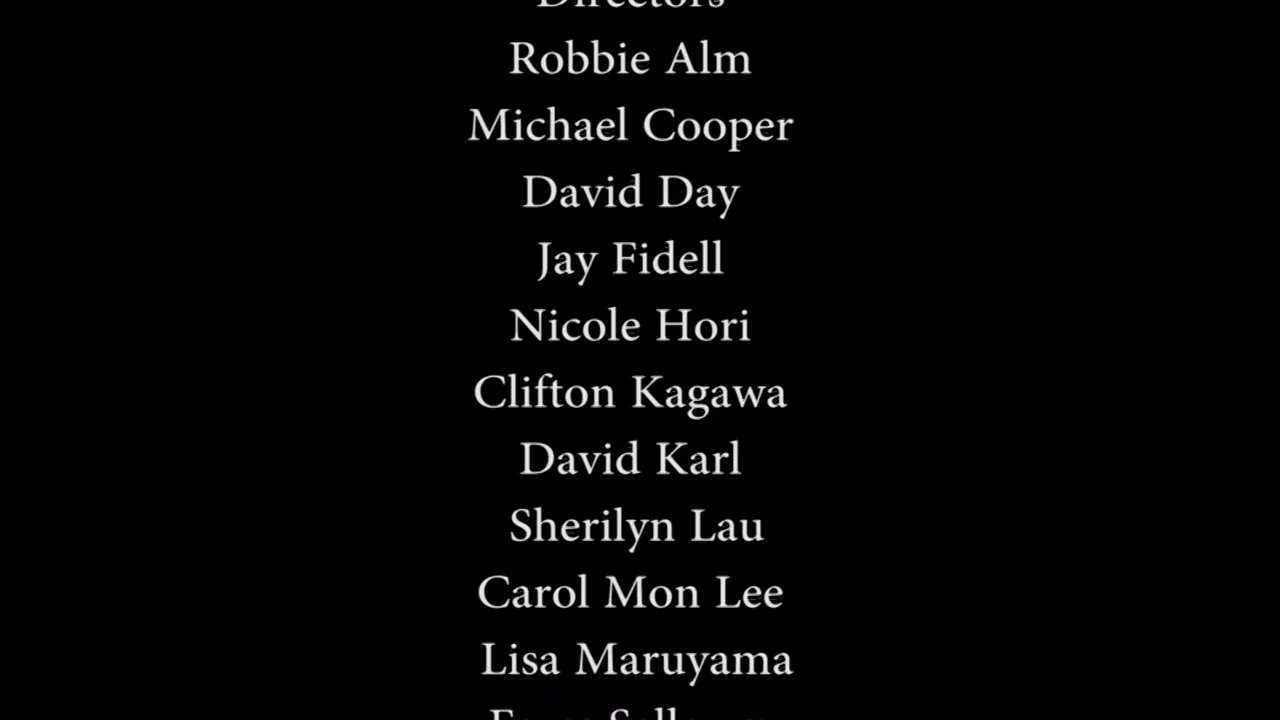 Directors
Robbie Alm
Michael Cooper
David Day
Jay Fidell
Nicole Hori
Clifton Kagawa
David Karl
Sherilyn Lau
Carol Mon Lee
Lisa Maruyama